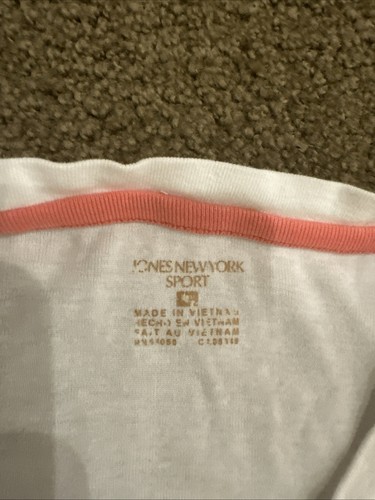 JONES NEW YORK
SPORT
MADE IN VIETNAM
HECHO EN VIETNAM
FAIT AU VIETNAM